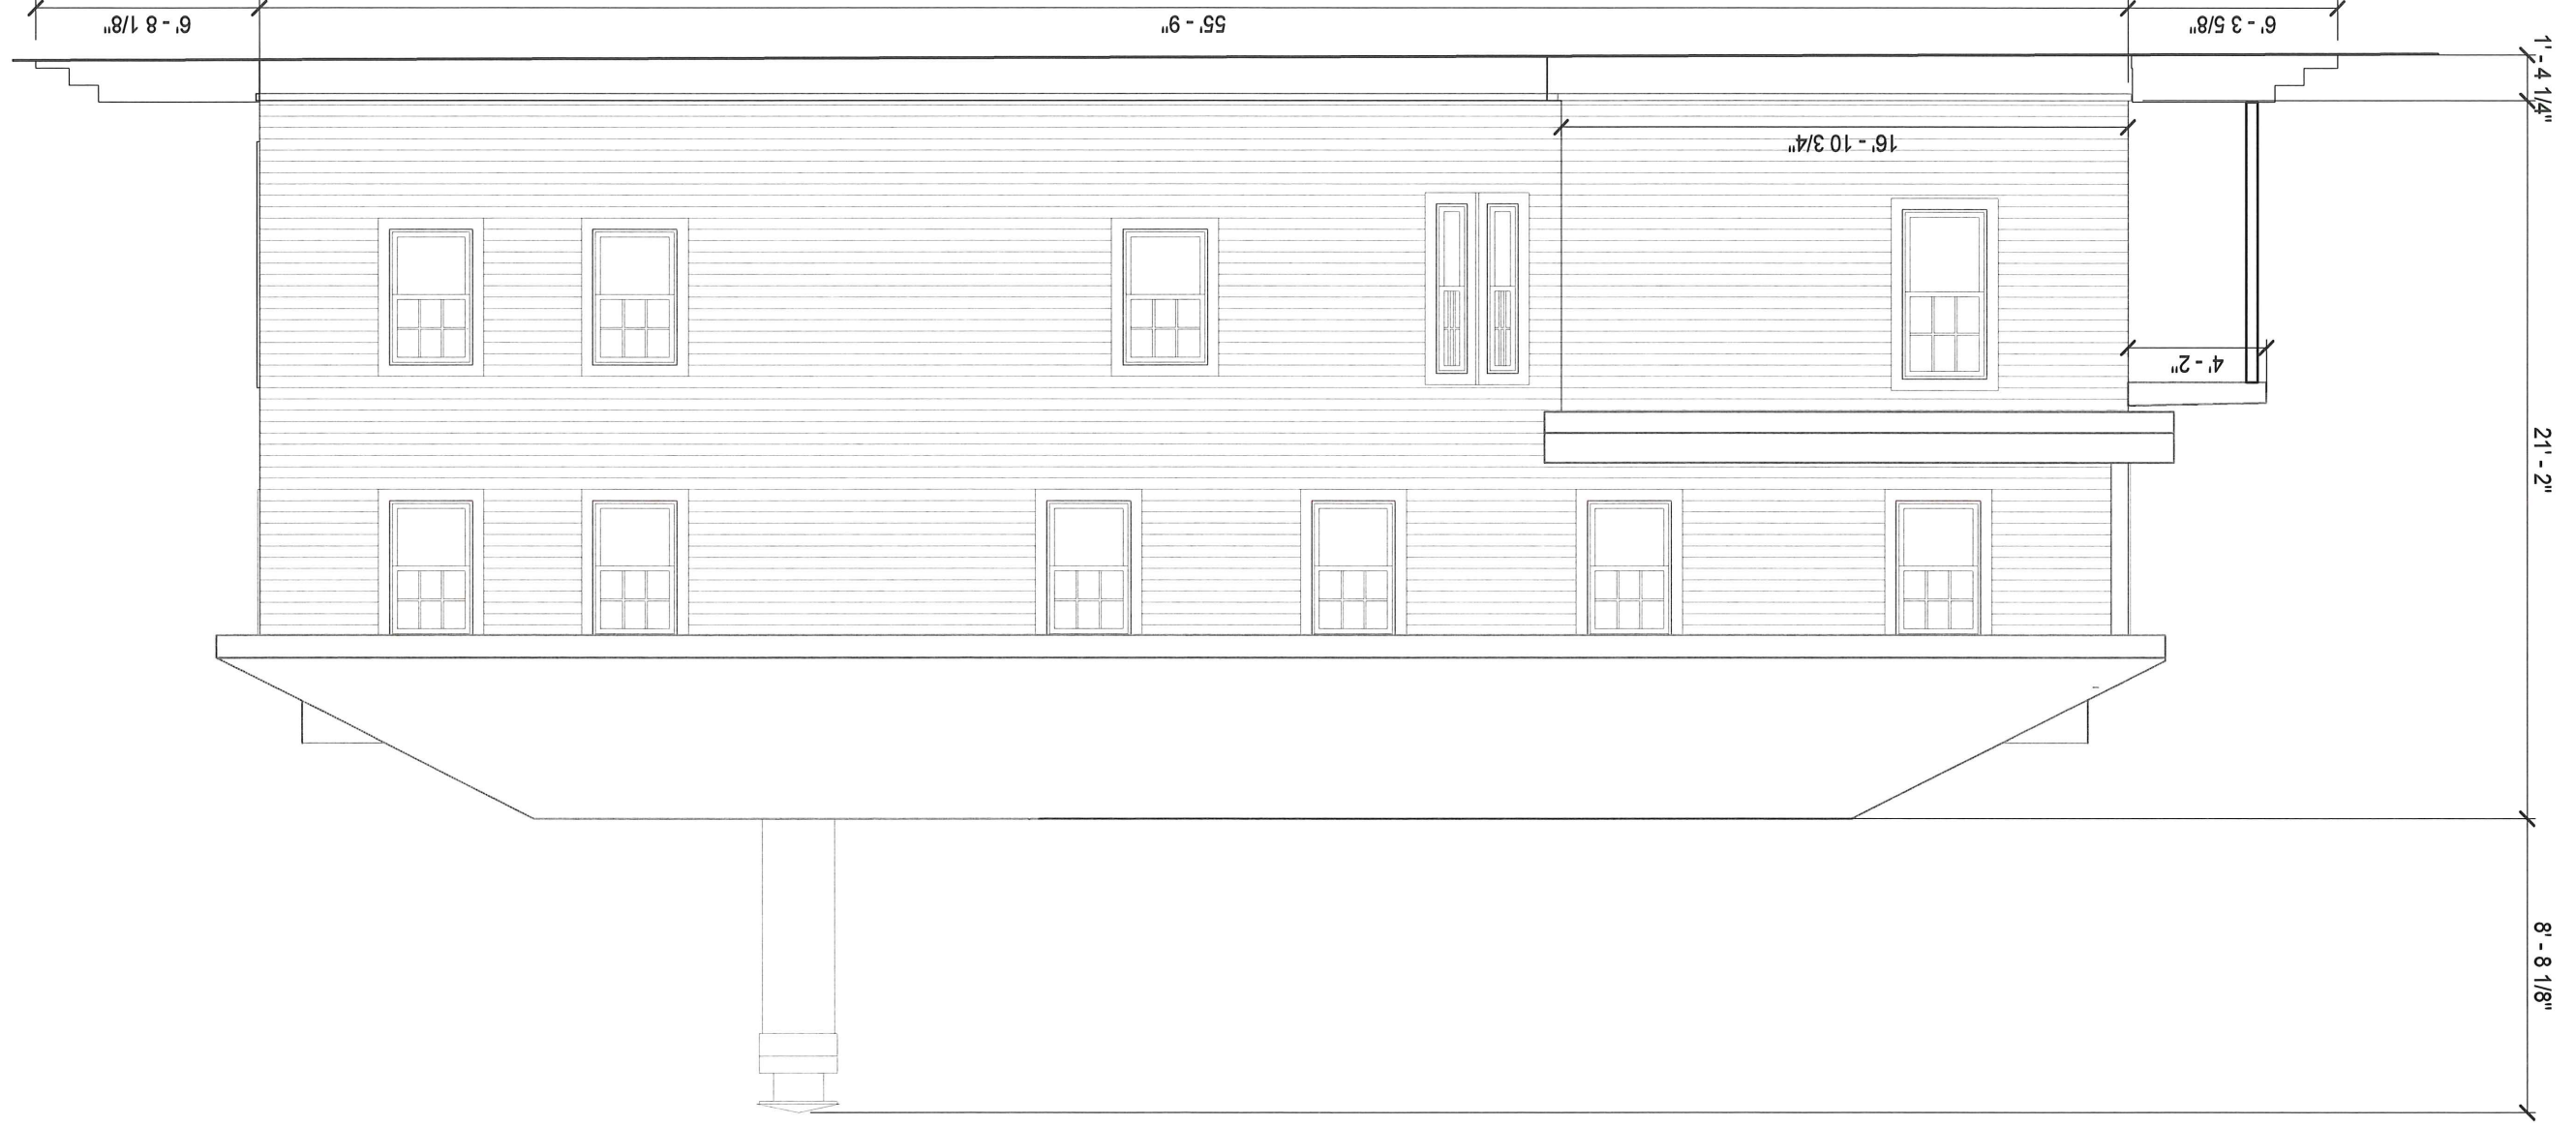 8' - 8 1/8"
21' - 2"
4' - 2"
16' - 10 3/4"
1' - 4 1/4"
6' - 3 5/8"
55' - 9"
6' - 8 1/8"